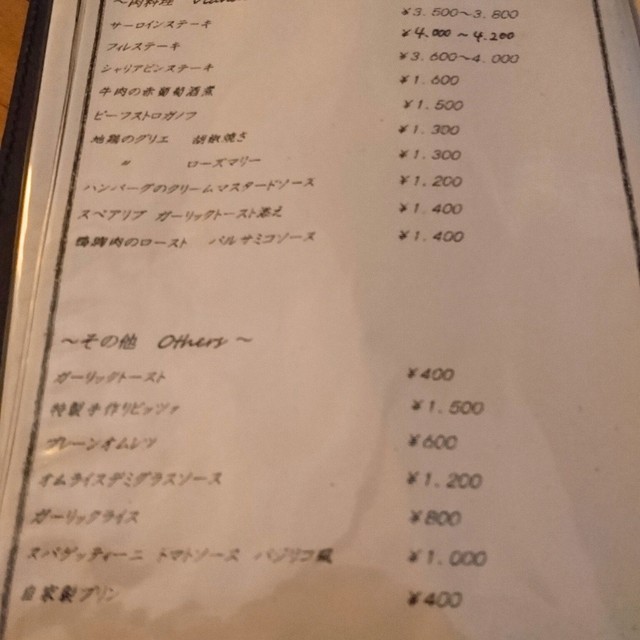 ～肉料理
サーロインステーキ ¥3.500～3.800
フィレステーキ ¥4.000～4.200
シャリアピンステーキ ¥3.600～4.000
牛肉の赤葡萄酒煮 ¥1.600
ビーフストロガノフ ¥1.500
地鶏のグリエ 胡椒焼き ¥1.300
〃 ローズマリー ¥1.300
ハンバーグのクリームマスタードソース ¥1.200
スペアリブ ガーリックトースト添え ¥1.400
鴨胸肉のロースト バルサミコソース ¥1.400
～その他 Others～
ガーリックトースト ¥400
特製手作りピッツァ ¥1.500
プレーンオムレツ ¥600
オムライスデミグラスソース ¥1.200
ガーリックライス ¥800
スパゲッティーニ トマトソース バジリコ風 ¥1.000
自家製プリン ¥400